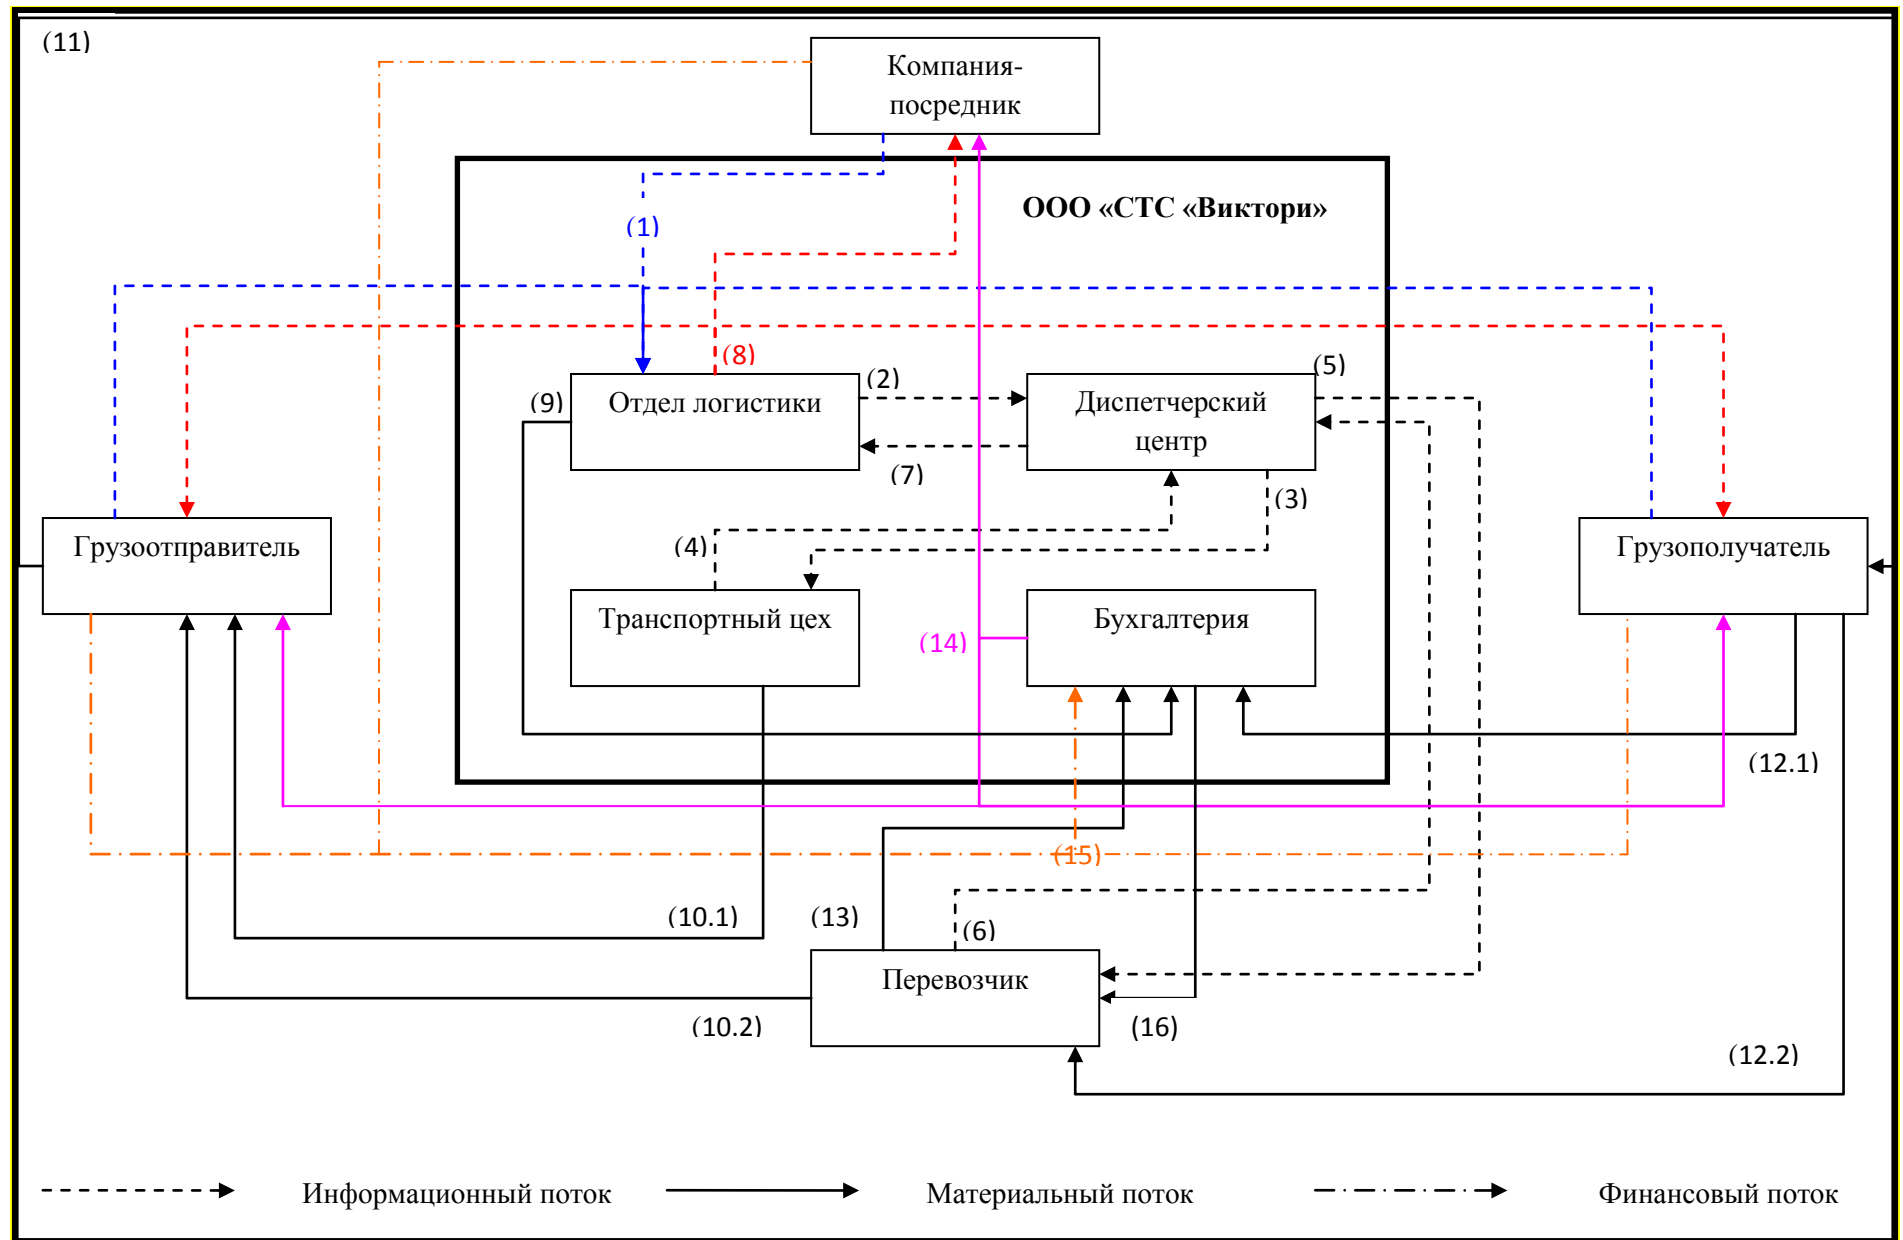 (11)
Компания-
посредник
ООО «СТС «Виктори»
(1)
(8)
(2)
(5)
(9)
Отдел логистики
Диспетчерский
центр
(7)
(3)
(4)
Грузоотправитель
Грузополучатель
Транспортный цех
Бухгалтерия
(14)
(12.1)
(15)
(10.1)
(13)
(6)
Перевозчик
(10.2)
(16)
(12.2)
Информационный поток
Материальный поток
Финансовый поток